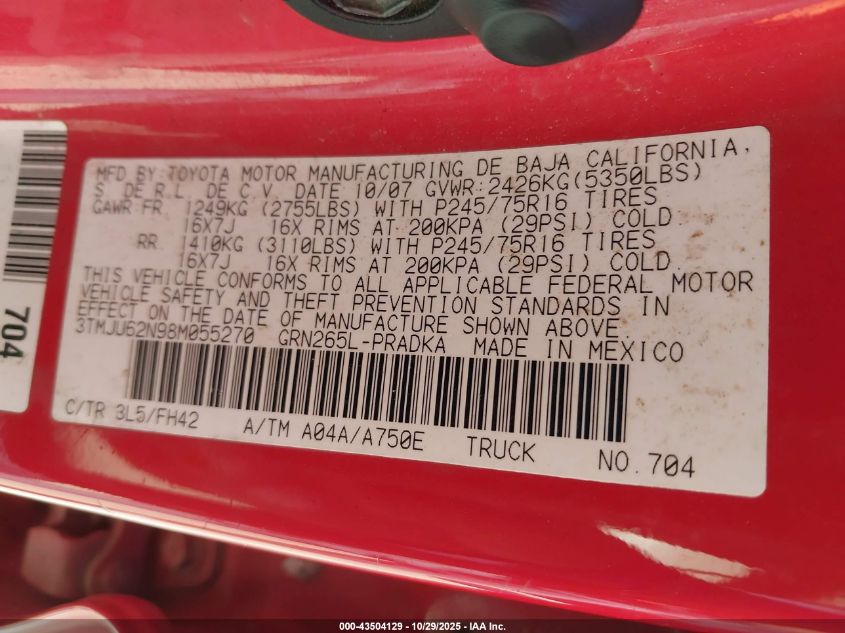 MFD BY: TOYOTA MOTOR MANUFACTURING DE BAJA CALIFORNIA,
S. DE R.L. DE C.V. DATE 10/07 GVWR:2426KG(5350LBS)
GAWR FR 1249KG (2755LBS) WITH P245/75R16 TIRES
16X7J 16X RIMS AT 200KPA (29PSI) COLD
RR 1410KG (3110LBS) WITH P245/75R16 TIRES
16X7J 16X RIMS AT 200KPA (29PSI) COLD
THIS VEHICLE CONFORMS TO ALL APPLICABLE FEDERAL MOTOR
VEHICLE SAFETY AND THEFT PREVENTION STANDARDS IN
EFFECT ON THE DATE OF MANUFACTURE SHOWN ABOVE.
3TMJU62N98M055270 GRN265L-PRADKA MADE IN MEXICO
C/TR 3L5/FH42 A/TM A04A/A750E TRUCK NO.704
704
000-43504129 - 10/29/2025 - IAA Inc.